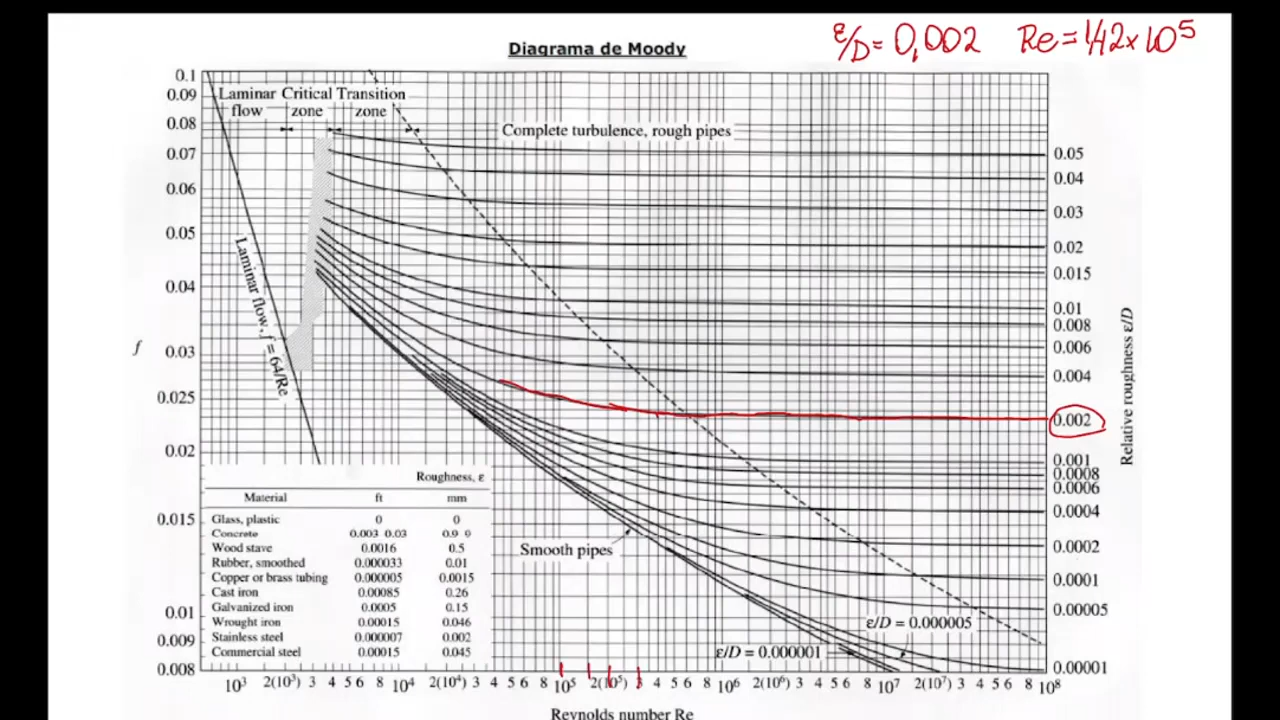 ε/D = 0,002 Re = 1,42 x 10⁵
Diagrama de Moody
0.1
0.09
0.08
0.07
0.06
0.05
0.04
0.03
0.025
0.02
0.015
0.01
0.009
0.008
f
Laminar Critical Transition
flow zone zone
Complete turbulence, rough pipes
Laminar flow, f = 64/Re
Smooth pipes
ε/D = 0.000005
ε/D = 0.000001
0.05
0.04
0.03
0.02
0.015
0.01
0.008
0.006
0.004
0.002
0.001
0.0008
0.0006
0.0004
0.0002
0.0001
0.00005
0.00001
Relative roughness ε/D
Roughness, ε
Material ft mm
Glass, plastic 0 0
Concrete 0.003 0.03 0.9 9
Wood stave 0.0016 0.5
Rubber, smoothed 0.000033 0.01
Copper or brass tubing 0.000005 0.0015
Cast iron 0.00085 0.26
Galvanized iron 0.0005 0.15
Wrought iron 0.00015 0.046
Stainless steel 0.000007 0.002
Commercial steel 0.00015 0.045
10³ 2(10³) 3 4 5 6 8 10⁴ 2(10⁴) 3 4 5 6 8 10⁵ 2(10⁵) 3 4 5 6 8 10⁶ 2(10⁶) 3 4 5 6 8 10⁷ 2(10⁷) 3 4 5 6 8 10⁸
Reynolds number Re